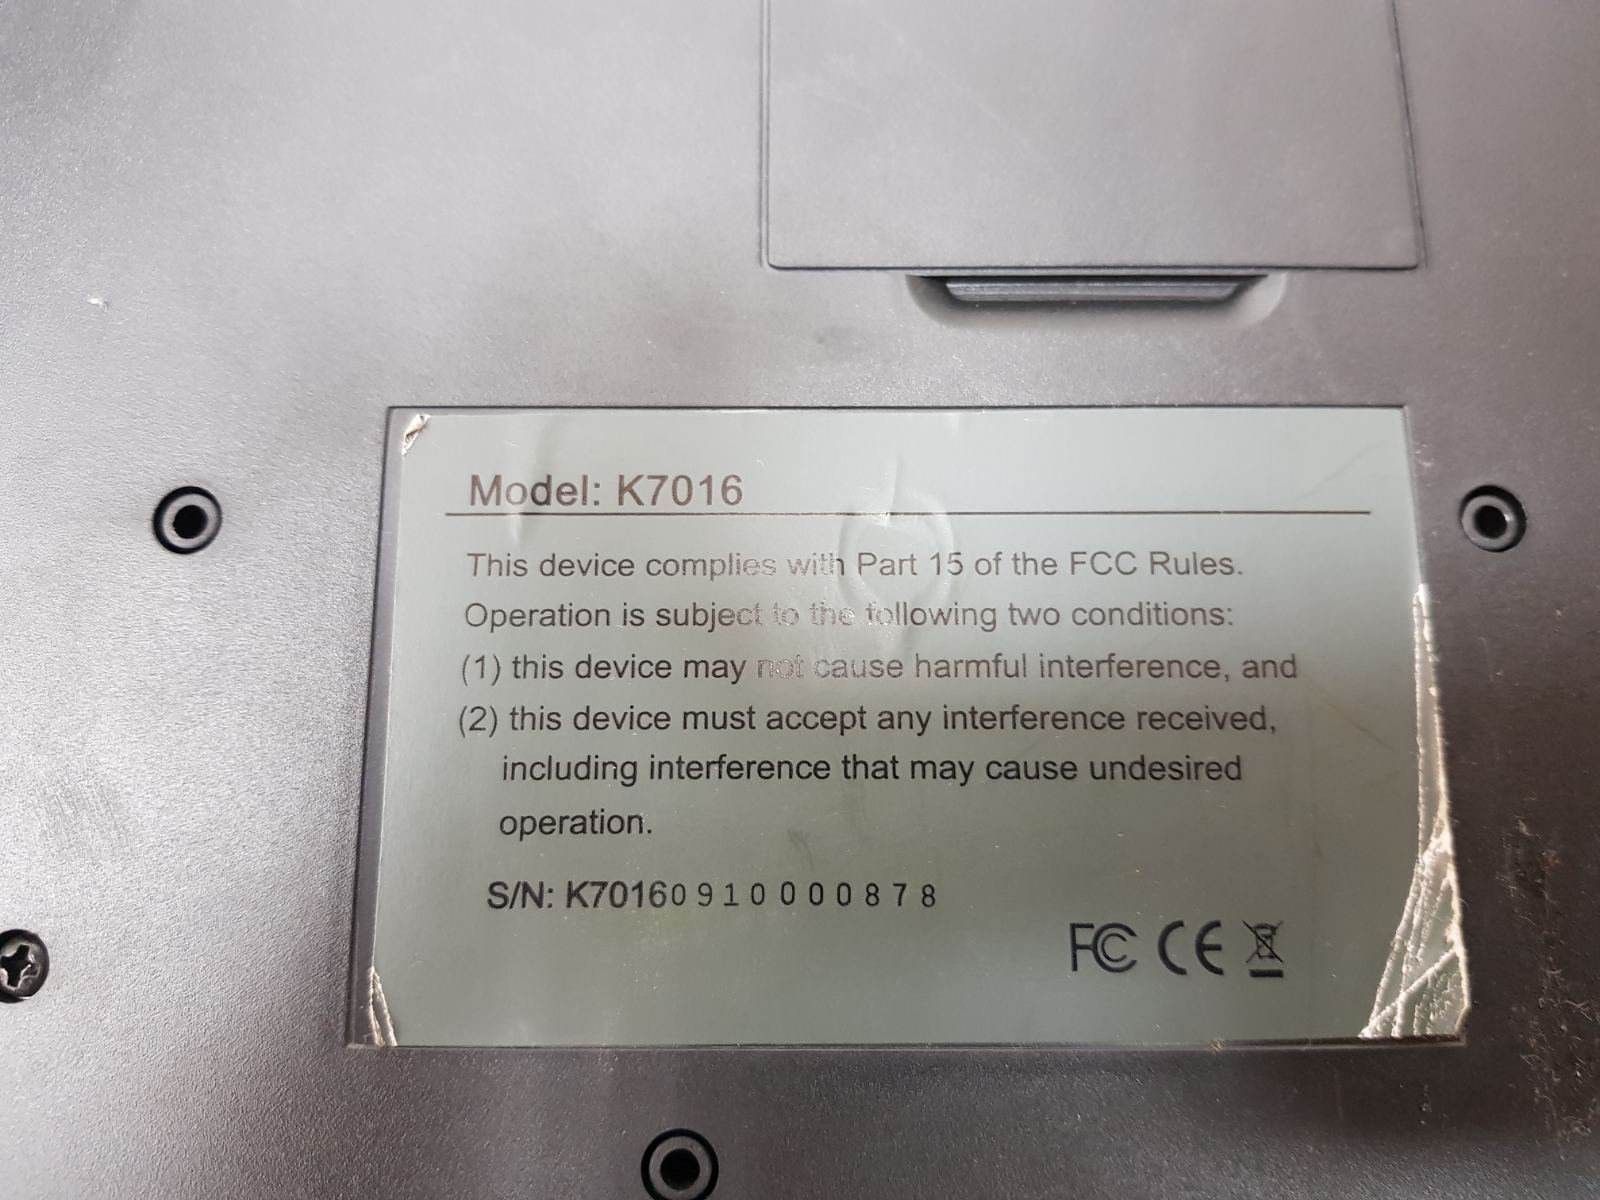 Model: K7016
This device complies with Part 15 of the FCC Rules.
Operation is subject to the following two conditions:
(1) this device may not cause harmful interference, and
(2) this device must accept any interference received,
including interference that may cause undesired
operation.
S/N: K70160910000878
FC CE